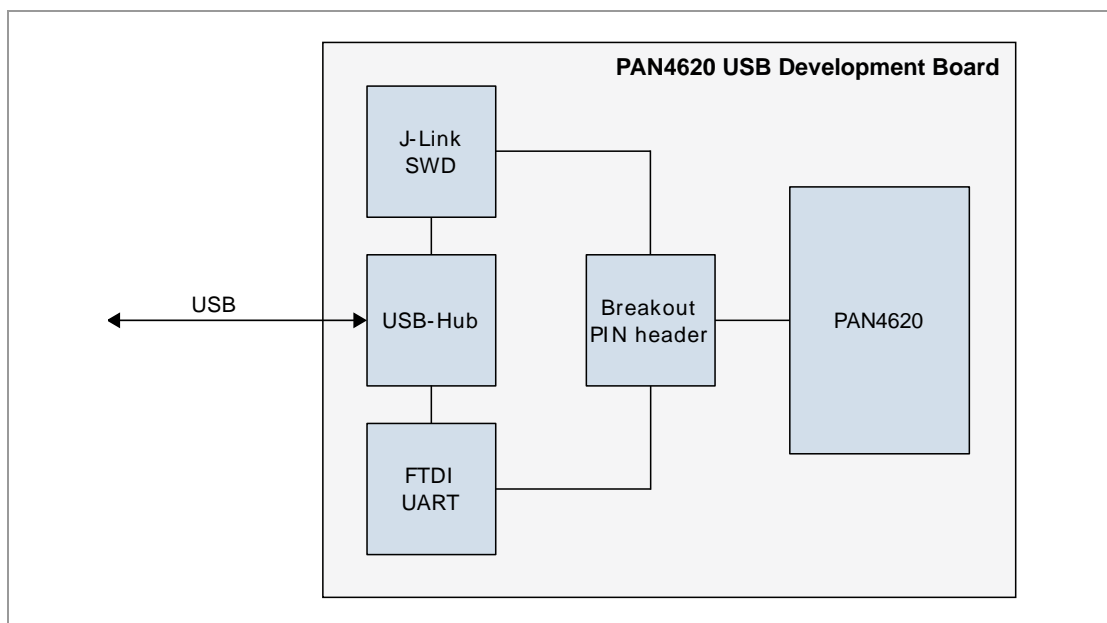 PAN4620 USB Development Board
J-Link
SWD
USB
USB-Hub
Breakout
PIN header
PAN4620
FTDI
UART